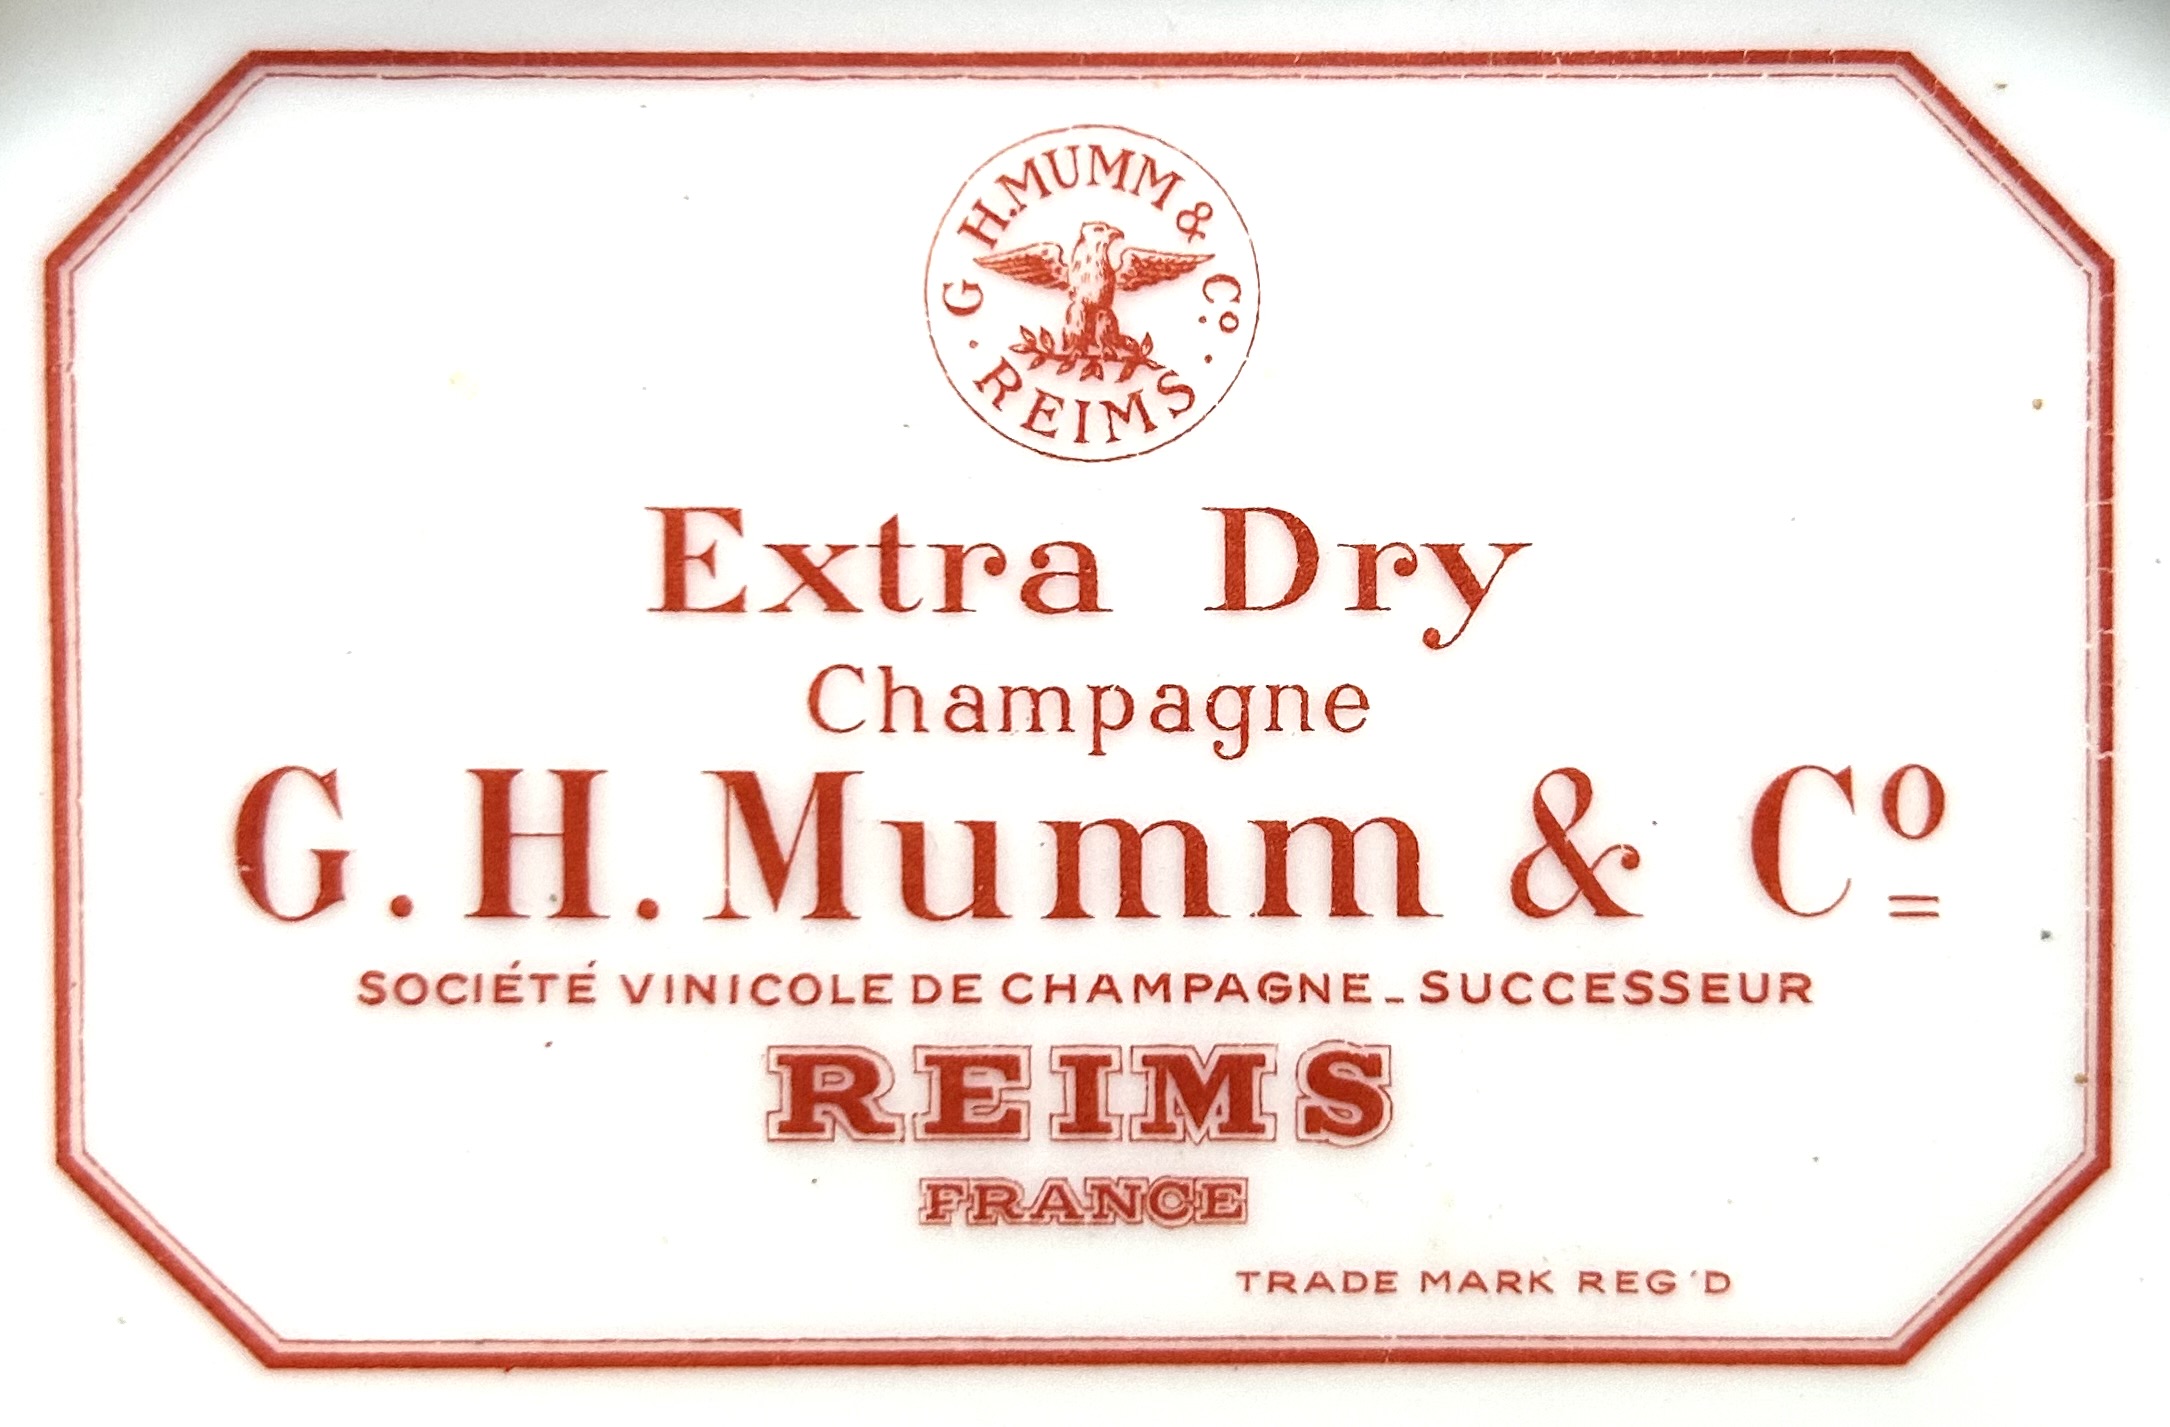 G H. MUMM & Cº.
REIMS
Extra Dry
Champagne
G. H. Mumm & Cº
SOCIÉTÉ VINICOLE DE CHAMPAGNE_SUCCESSEUR
REIMS
FRANCE
TRADE MARK REG'D